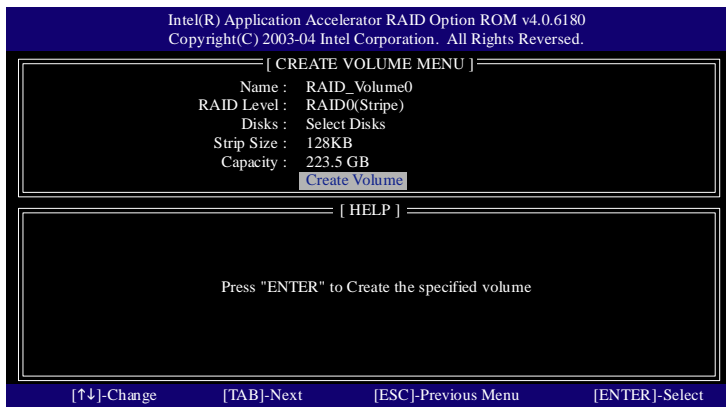 Intel(R) Application Accelerator RAID Option ROM v4.0.6180
Copyright(C) 2003-04 Intel Corporation. All Rights Reversed.
[ CREATE VOLUME MENU ]
Name : RAID_Volume0
RAID Level : RAID0(Stripe)
Disks : Select Disks
Strip Size : 128KB
Capacity : 223.5 GB
Create Volume
[ HELP ]
Press "ENTER" to Create the specified volume
[↑↓]-Change [TAB]-Next [ESC]-Previous Menu [ENTER]-Select